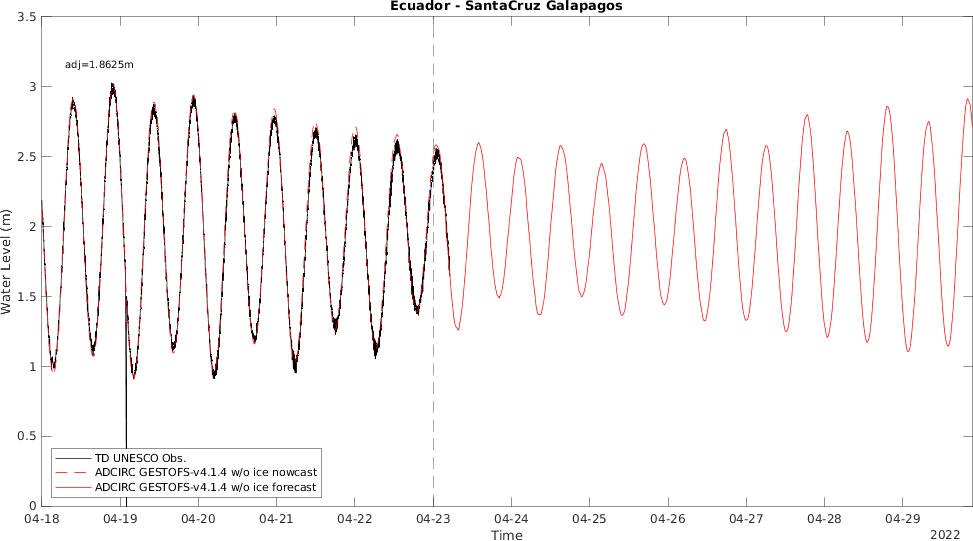 Ecuador - SantaCruz Galapagos
adj=1.8625m
3.5
3
2.5
2
1.5
1
0.5
0
Water Level (m)
TD UNESCO Obs.
ADCIRC GESTOFS-v4.1.4 w/o ice nowcast
ADCIRC GESTOFS-v4.1.4 w/o ice forecast
04-18 04-19 04-20 04-21 04-22 04-23 04-24 04-25 04-26 04-27 04-28 04-29
Time
2022